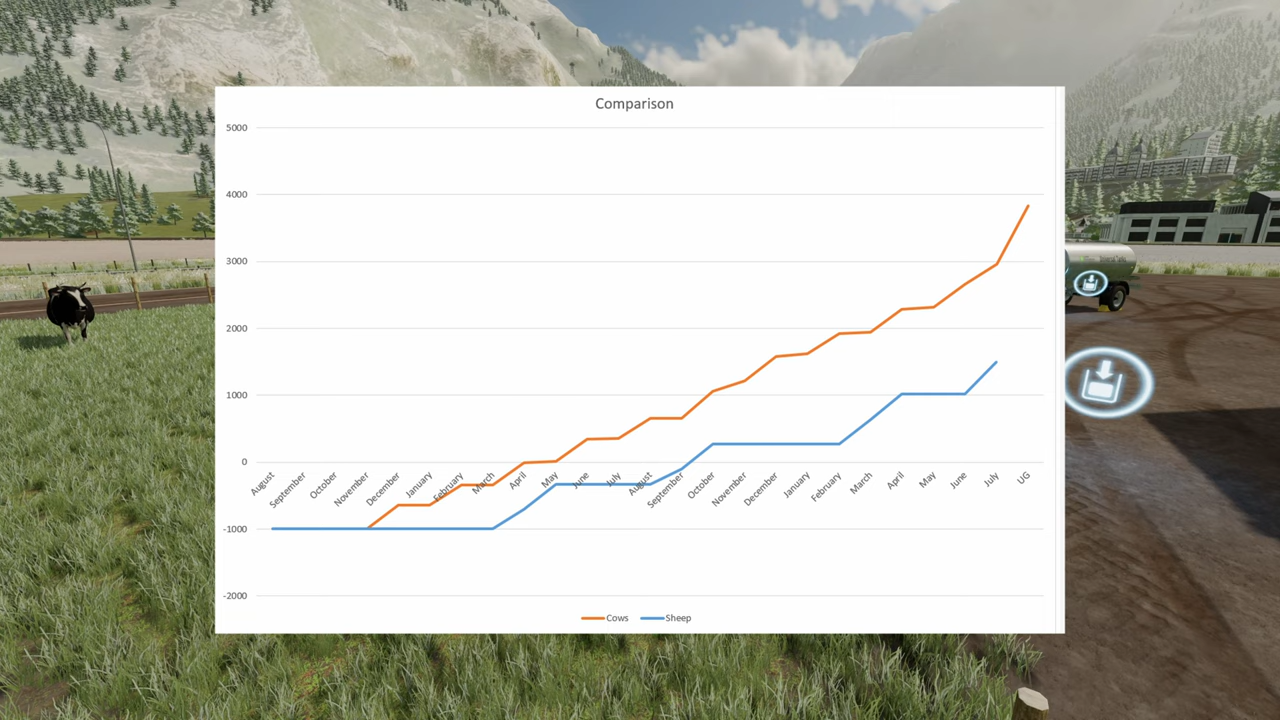 Comparison
5000
4000
3000
2000
1000
0
-1000
-2000
August
September
October
November
December
January
February
March
April
May
June
July
August
September
October
November
December
January
February
March
April
May
June
July
UG
Cows
Sheep